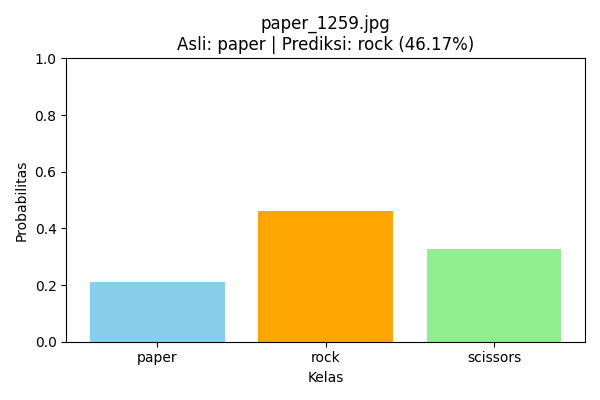 paper_1259.jpg
Asli: paper | Prediksi: rock (46.17%)
1.0
0.8
0.6
0.4
0.2
0.0
Probabilitas
paper rock scissors
Kelas